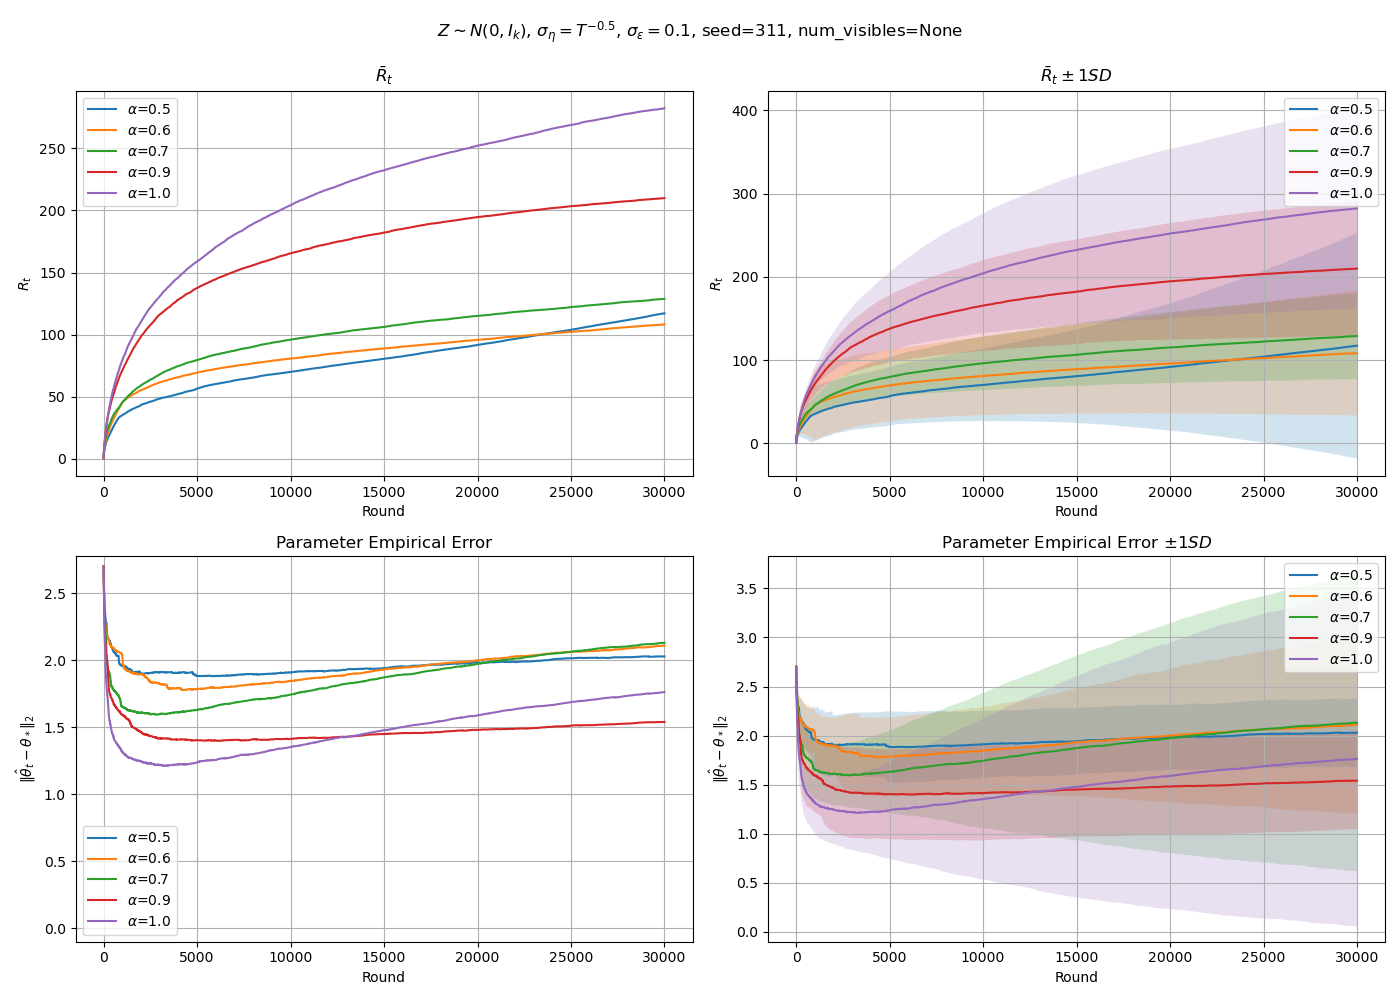 Z ~ N(0, I_k), σ_η = T^{-0.5}, σ_ε = 0.1, seed=311, num_visibles=None
R̄_t
R_t
250
200
150
100
50
0
α=0.5
α=0.6
α=0.7
α=0.9
α=1.0
0 5000 10000 15000 20000 25000 30000
Round
R̄_t ± 1SD
R_t
400
300
200
100
0
α=0.5
α=0.6
α=0.7
α=0.9
α=1.0
0 5000 10000 15000 20000 25000 30000
Round
Parameter Empirical Error
‖θ̂_t − θ_*‖_2
2.5
2.0
1.5
1.0
0.5
0.0
α=0.5
α=0.6
α=0.7
α=0.9
α=1.0
0 5000 10000 15000 20000 25000 30000
Round
Parameter Empirical Error ±1SD
‖θ̂_t − θ_*‖_2
3.5
3.0
2.5
2.0
1.5
1.0
0.5
0.0
α=0.5
α=0.6
α=0.7
α=0.9
α=1.0
0 5000 10000 15000 20000 25000 30000
Round